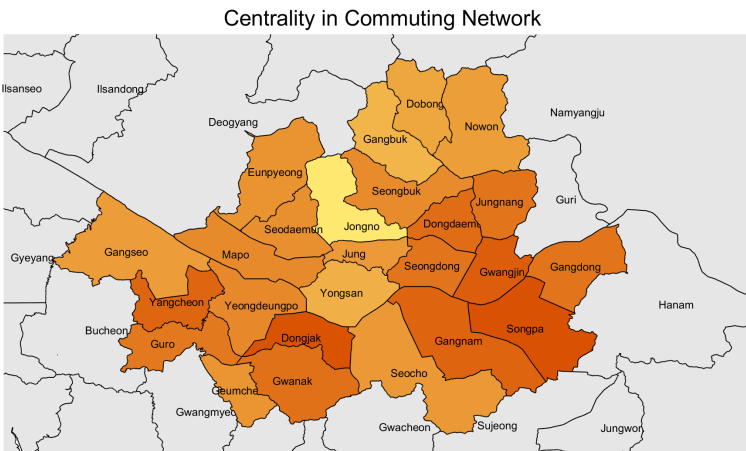 Centrality in Commuting Network
Ilsanseo
Ilsandong
Dobong
Namyangju
Deogyang
Nowon
Gangbuk
Eunpyeong
Seongbuk
Jungnang
Guri
Seodaemun
Jongno
Dongdaem
Gangseo
Mapo
Jung
Gyeyang
Seongdong
Gwangjin
Gangdong
Yongsan
Yangcheon
Yeongdeungpo
Hanam
Bucheon
Guro
Dongjak
Gangnam
Songpa
Gwanak
Seocho
Geumche
Gwangmyeo
Gwacheon
Sujeong
Jungwon